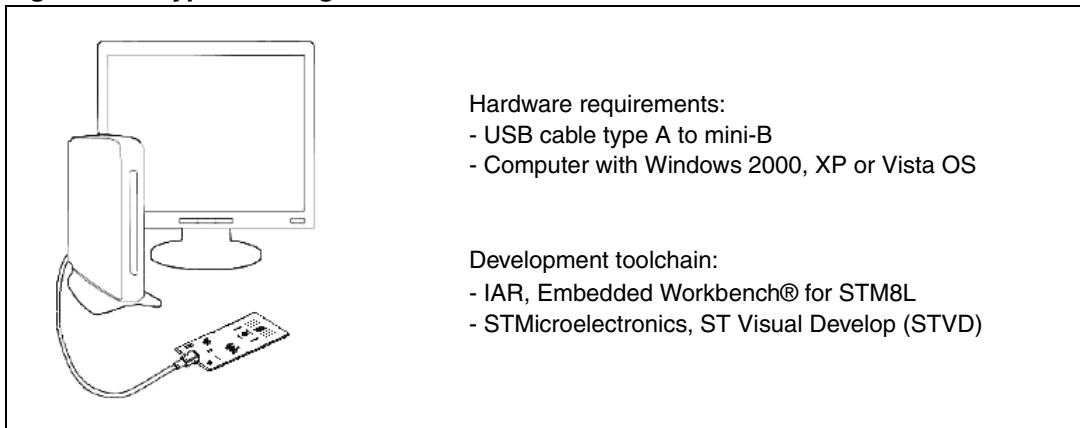 Hardware requirements:
- USB cable type A to mini-B
- Computer with Windows 2000, XP or Vista OS
Development toolchain:
- IAR, Embedded Workbench® for STM8L
- STMicroelectronics, ST Visual Develop (STVD)